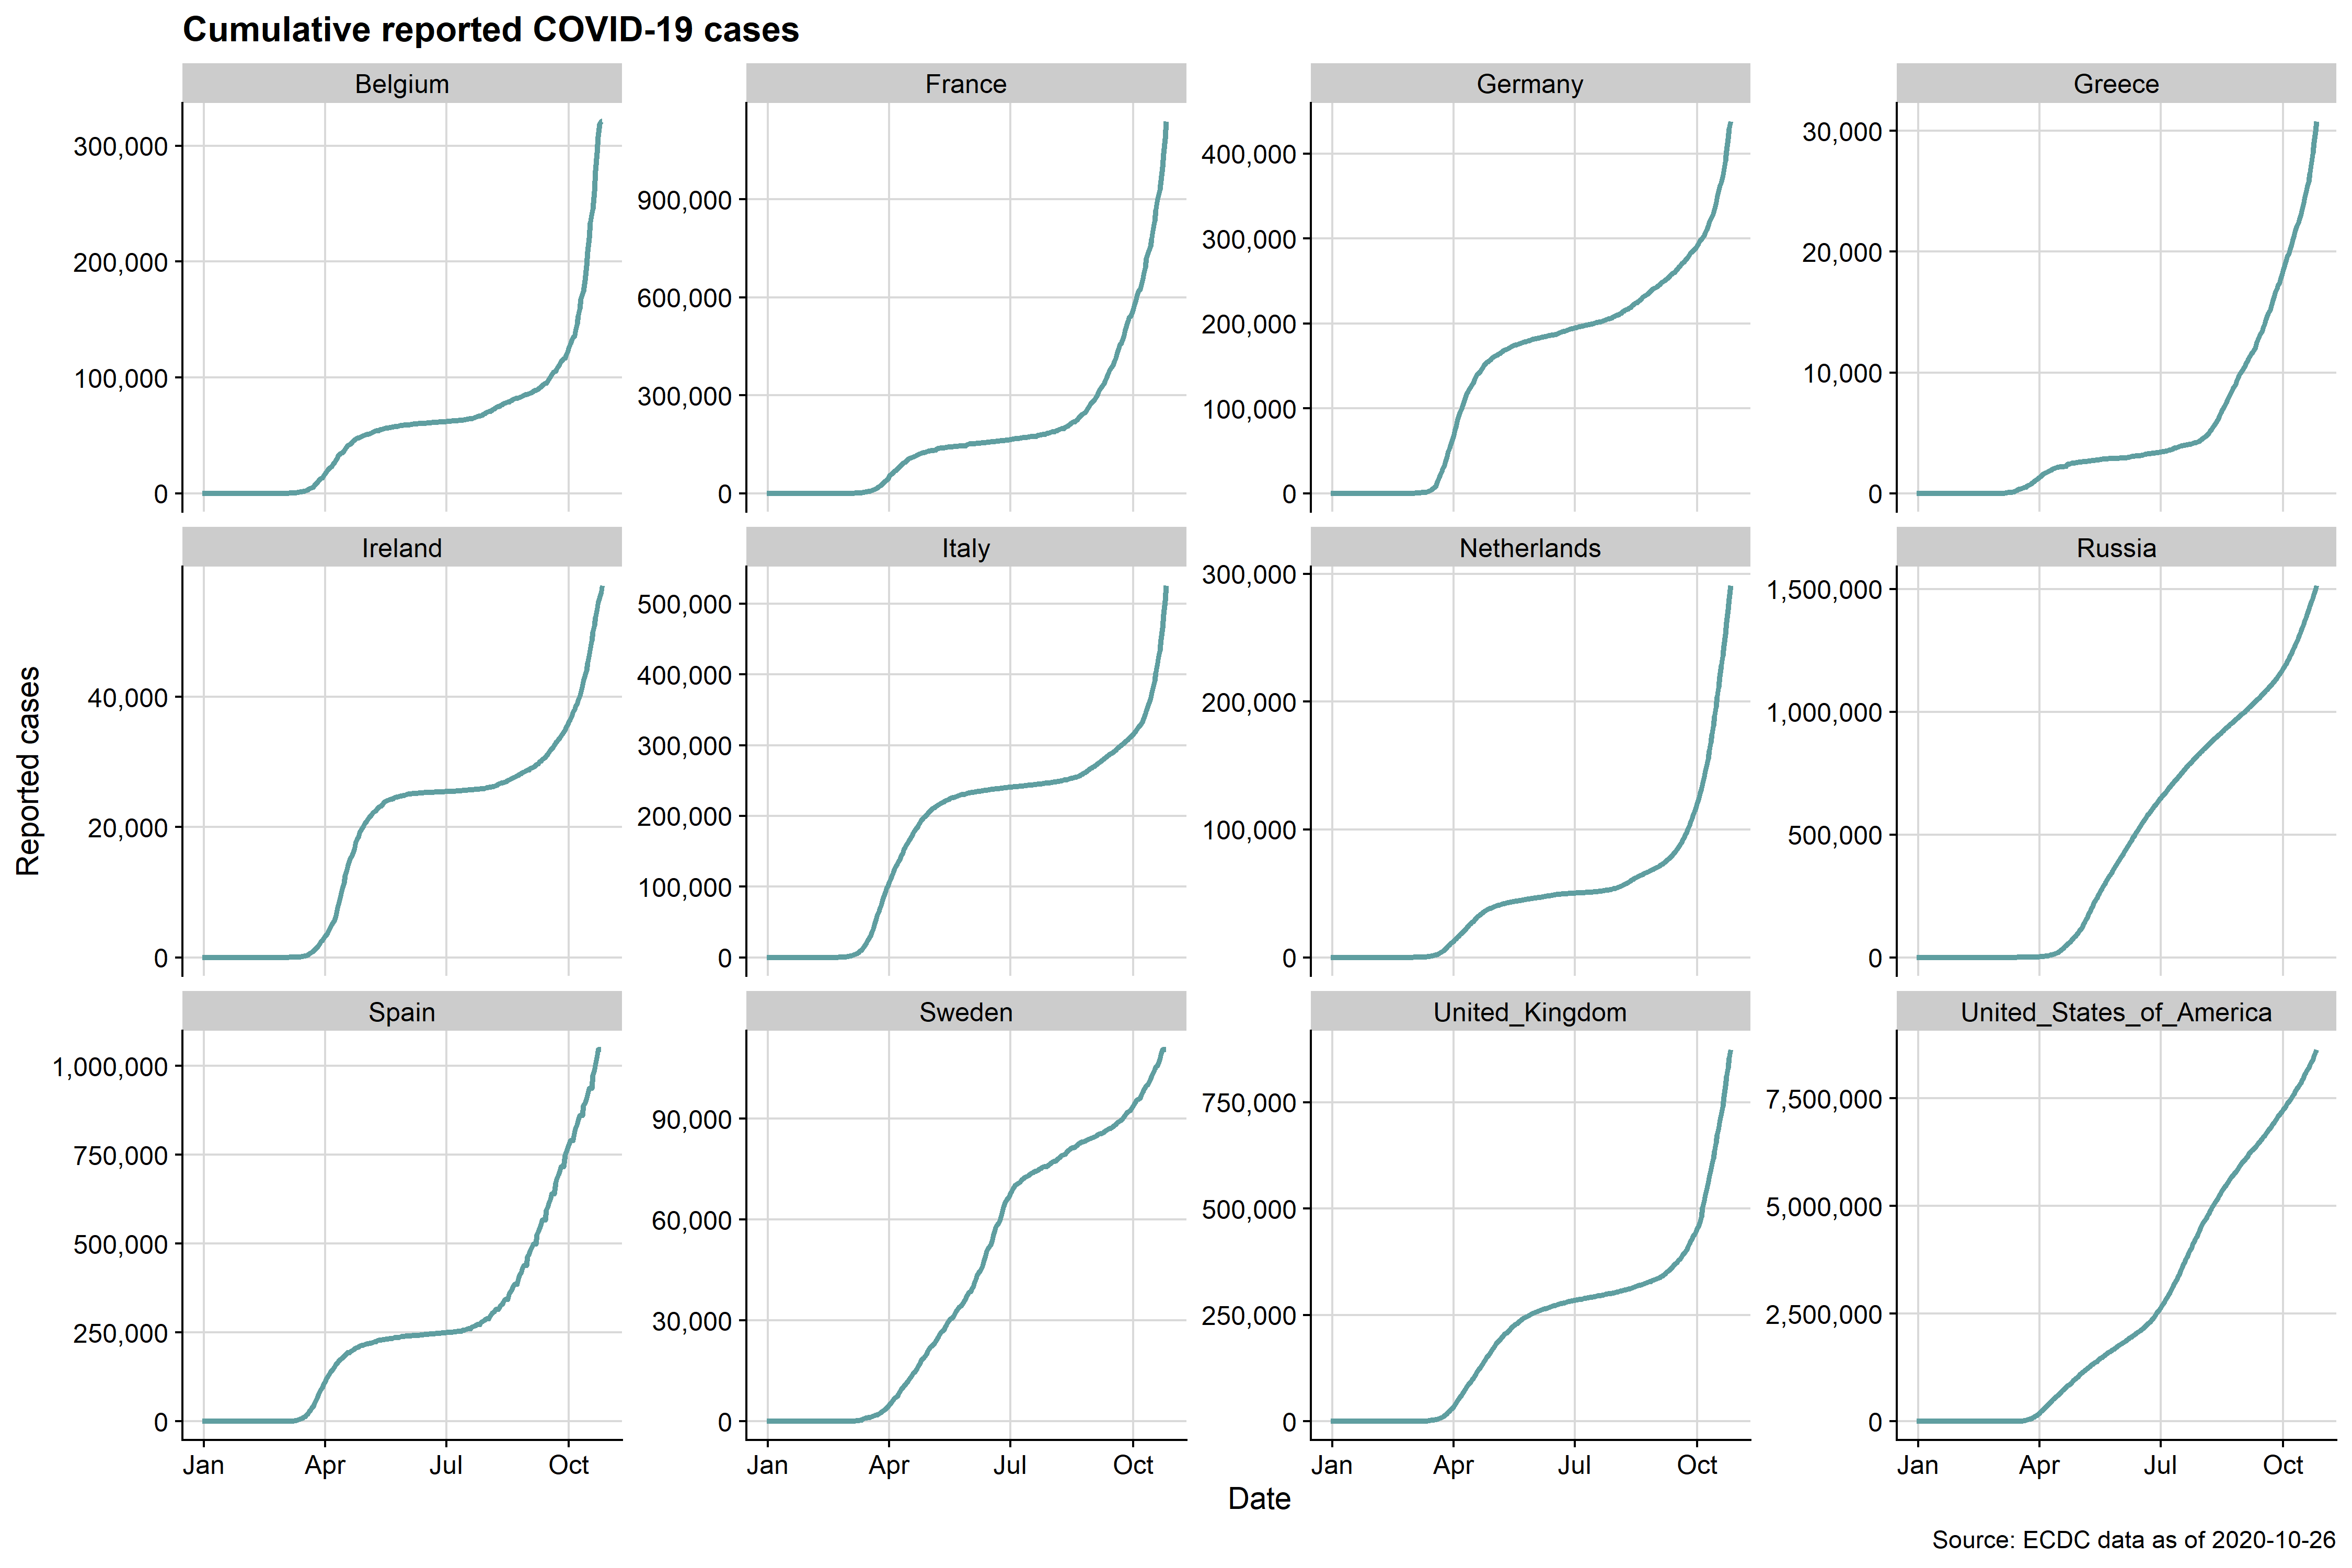 Cumulative reported COVID-19 cases
Belgium
France
Germany
Greece
300,000
200,000
100,000
0
900,000
600,000
300,000
0
400,000
300,000
200,000
100,000
0
30,000
20,000
10,000
0
Ireland
Italy
Netherlands
Russia
40,000
20,000
0
500,000
400,000
300,000
200,000
100,000
0
300,000
200,000
100,000
0
1,500,000
1,000,000
500,000
0
Spain
Sweden
United_Kingdom
United_States_of_America
1,000,000
750,000
500,000
250,000
0
90,000
60,000
30,000
0
750,000
500,000
250,000
0
7,500,000
5,000,000
2,500,000
0
Jan Apr Jul Oct
Jan Apr Jul Oct
Jan Apr Jul Oct
Jan Apr Jul Oct
Reported cases
Date
Source: ECDC data as of 2020-10-26